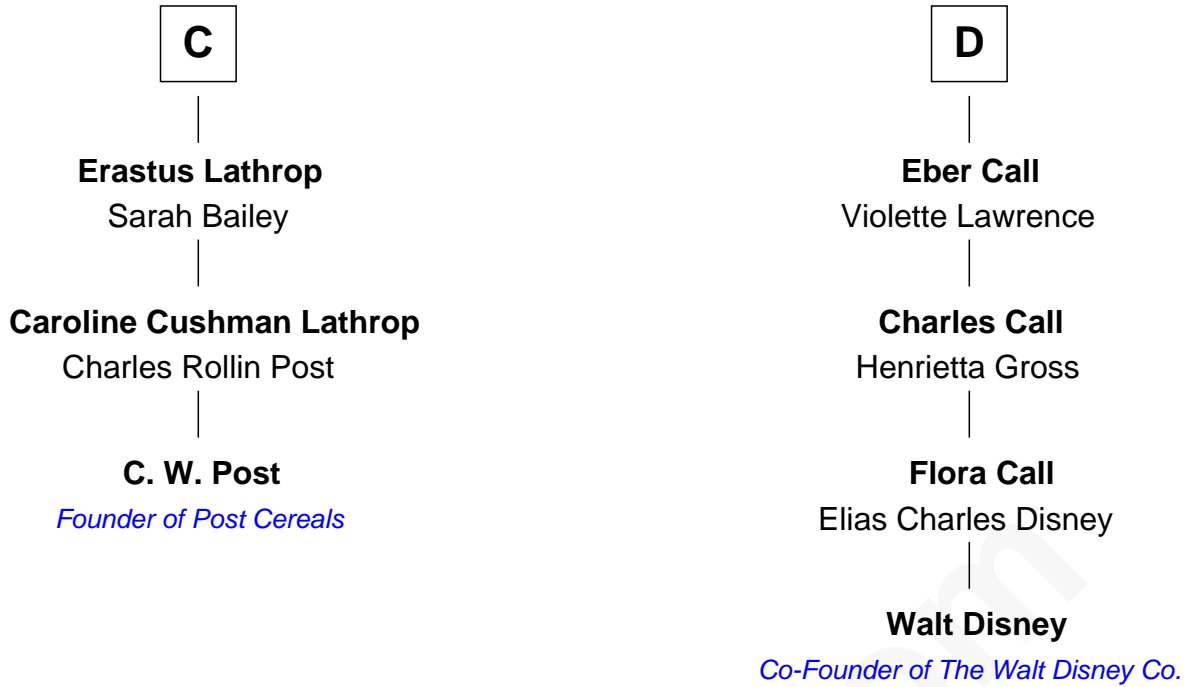 C
Erastus Lathrop
Sarah Bailey
Caroline Cushman Lathrop
Charles Rollin Post
C. W. Post
Founder of Post Cereals
D
Eber Call
Violette Lawrence
Charles Call
Henrietta Gross
Flora Call
Elias Charles Disney
Walt Disney
Co-Founder of The Walt Disney Co.